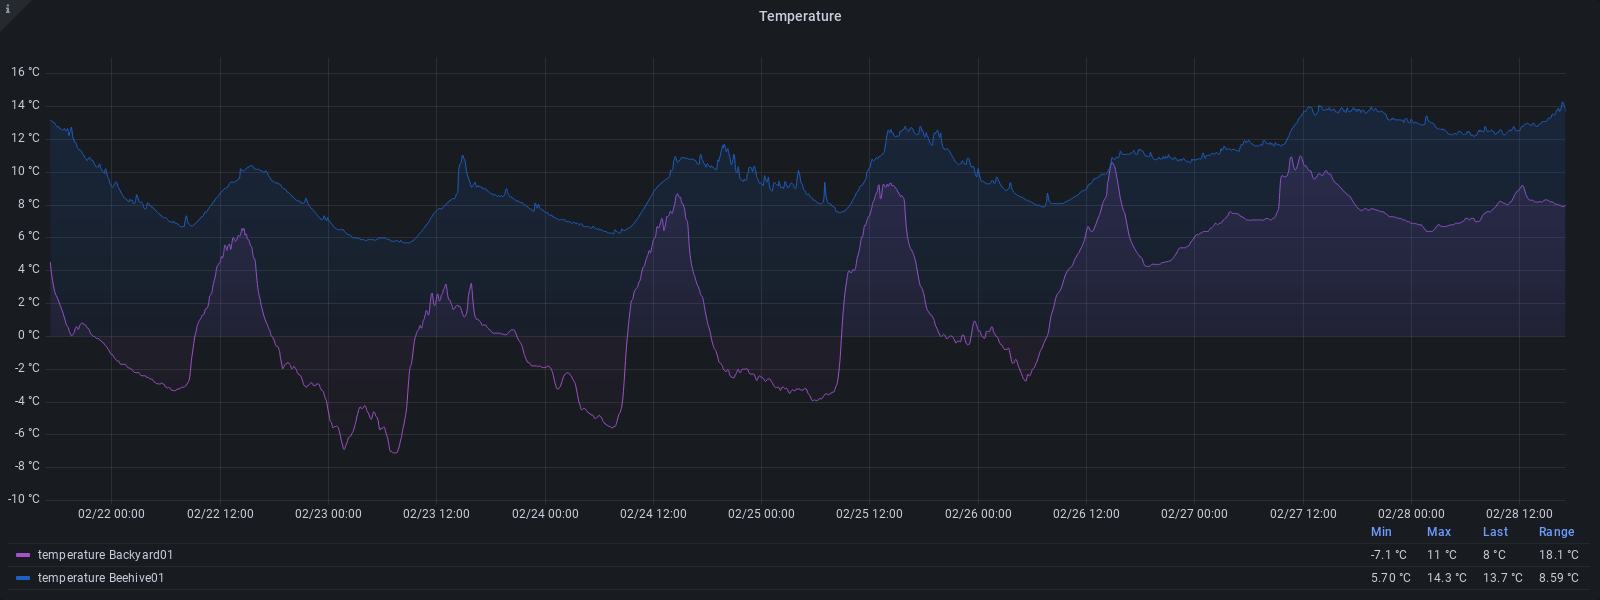 i
Temperature
16 °C
14 °C
12 °C
10 °C
8 °C
6 °C
4 °C
2 °C
0 °C
-2 °C
-4 °C
-6 °C
-8 °C
-10 °C
02/22 00:00 02/22 12:00 02/23 00:00 02/23 12:00 02/24 00:00 02/24 12:00 02/25 00:00 02/25 12:00 02/26 00:00 02/26 12:00 02/27 00:00 02/27 12:00 02/28 00:00 02/28 12:00
Min Max Last Range
temperature Backyard01 -7.1 °C 11 °C 8 °C 18.1 °C
temperature Beehive01 5.70 °C 14.3 °C 13.7 °C 8.59 °C